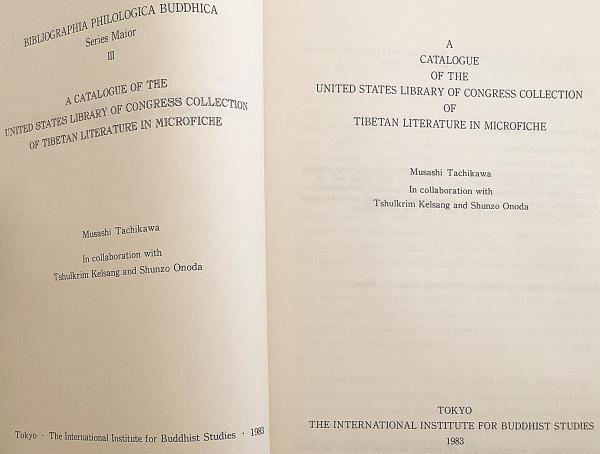 BIBLIOGRAPHIA PHILOLOGICA BUDDHICA
Series Maior
III
A CATALOGUE OF THE
UNITED STATES LIBRARY OF CONGRESS COLLECTION
OF TIBETAN LITERATURE IN MICROFICHE
Musashi Tachikawa
In collaboration with
Tshulkrim Kelsang and Shunzo Onoda
Tokyo · The International Institute for Buddhist Studies · 1983
A
CATALOGUE
OF THE
UNITED STATES LIBRARY OF CONGRESS COLLECTION
OF
TIBETAN LITERATURE IN MICROFICHE
Musashi Tachikawa
In collaboration with
Tshulkrim Kelsang and Shunzo Onoda
TOKYO
THE INTERNATIONAL INSTITUTE FOR BUDDHIST STUDIES
1983